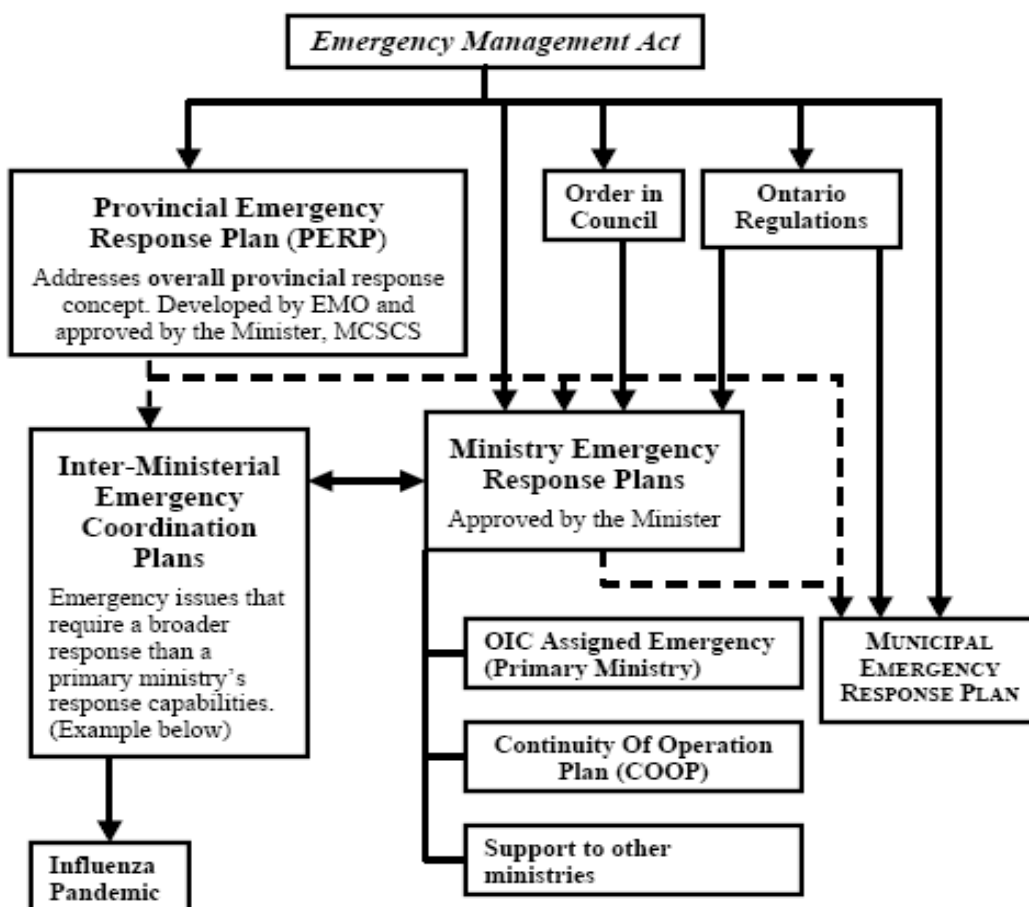 Emergency Management Act
Provincial Emergency
Response Plan (PERP)
Addresses overall provincial response
concept. Developed by EMO and
approved by the Minister, MCSCS
Order in
Council
Ontario
Regulations
Inter-Ministerial
Emergency
Coordination
Plans
Emergency issues that
require a broader
response than a
primary ministry's
response capabilities.
(Example below)
Ministry Emergency
Response Plans
Approved by the Minister
OIC Assigned Emergency
(Primary Ministry)
MUNICIPAL
EMERGENCY
RESPONSE PLAN
Continuity Of Operation
Plan (COOP)
Support to other
ministries
Influenza
Pandemic